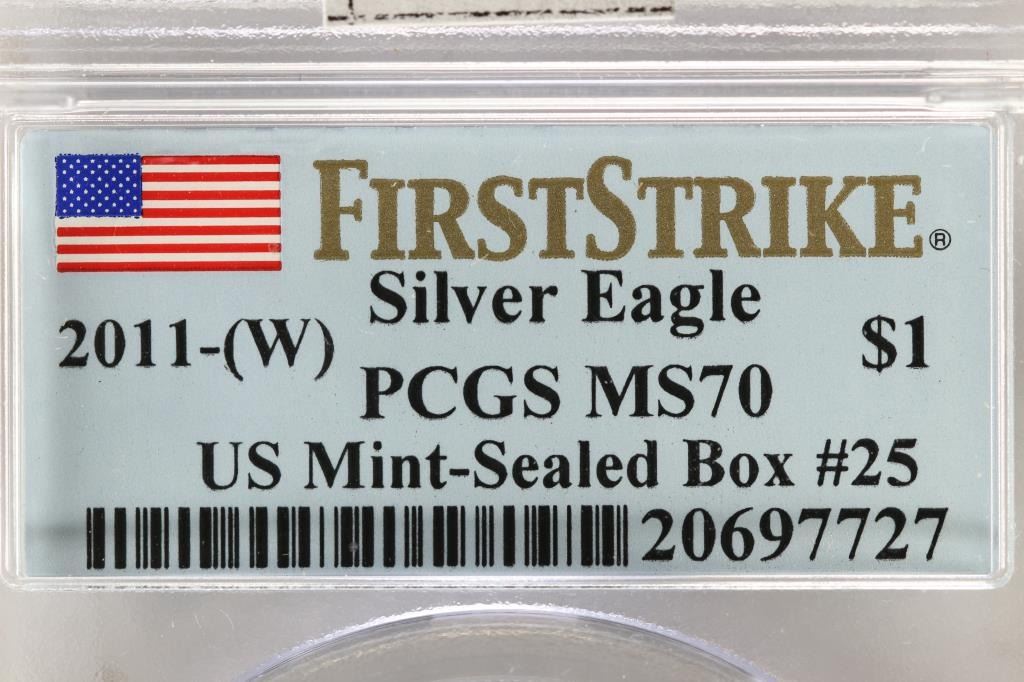 FIRSTSTRIKE®
Silver Eagle
2011-(W) $1
PCGS MS70
US Mint-Sealed Box #25
20697727